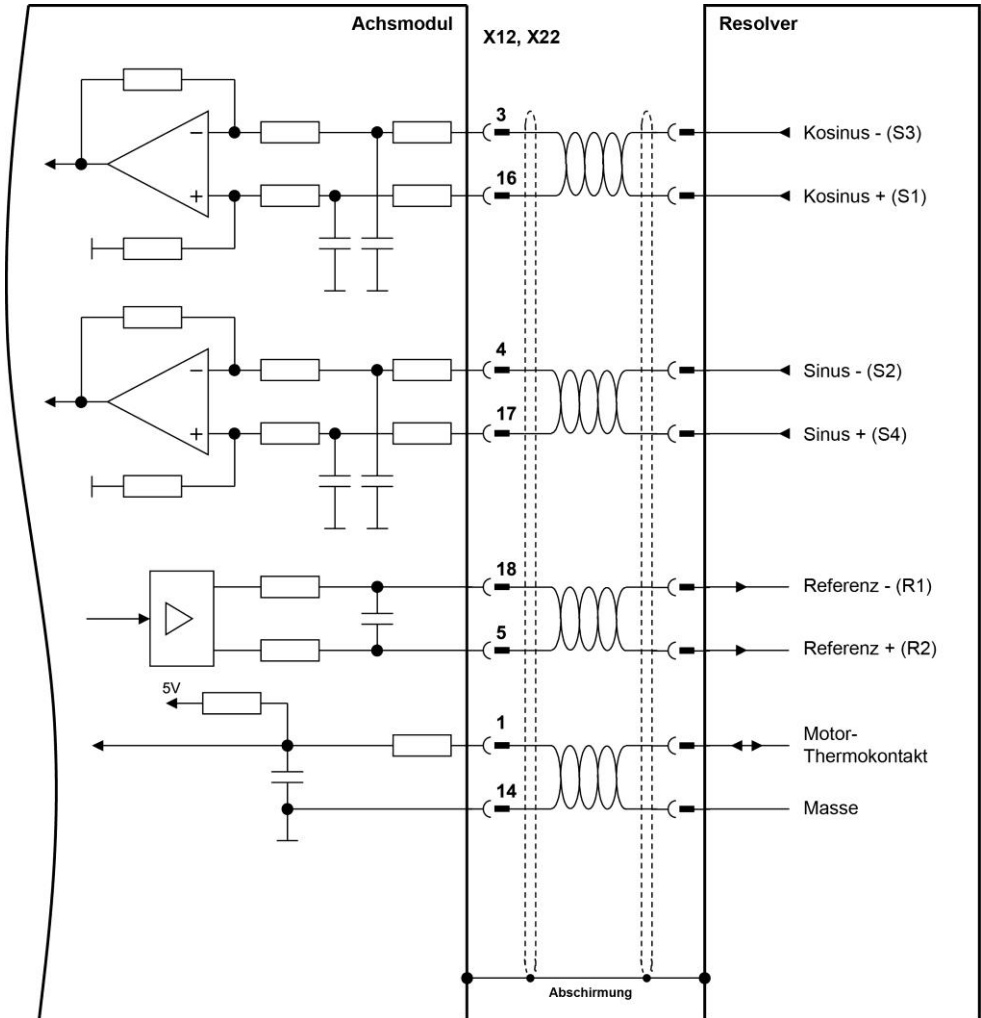 Achsmodul
X12, X22
Resolver
3
Kosinus - (S3)
16
Kosinus + (S1)
4
Sinus - (S2)
17
Sinus + (S4)
18
Referenz - (R1)
5
Referenz + (R2)
5V
1
Motor-
Thermokontakt
14
Masse
Abschirmung